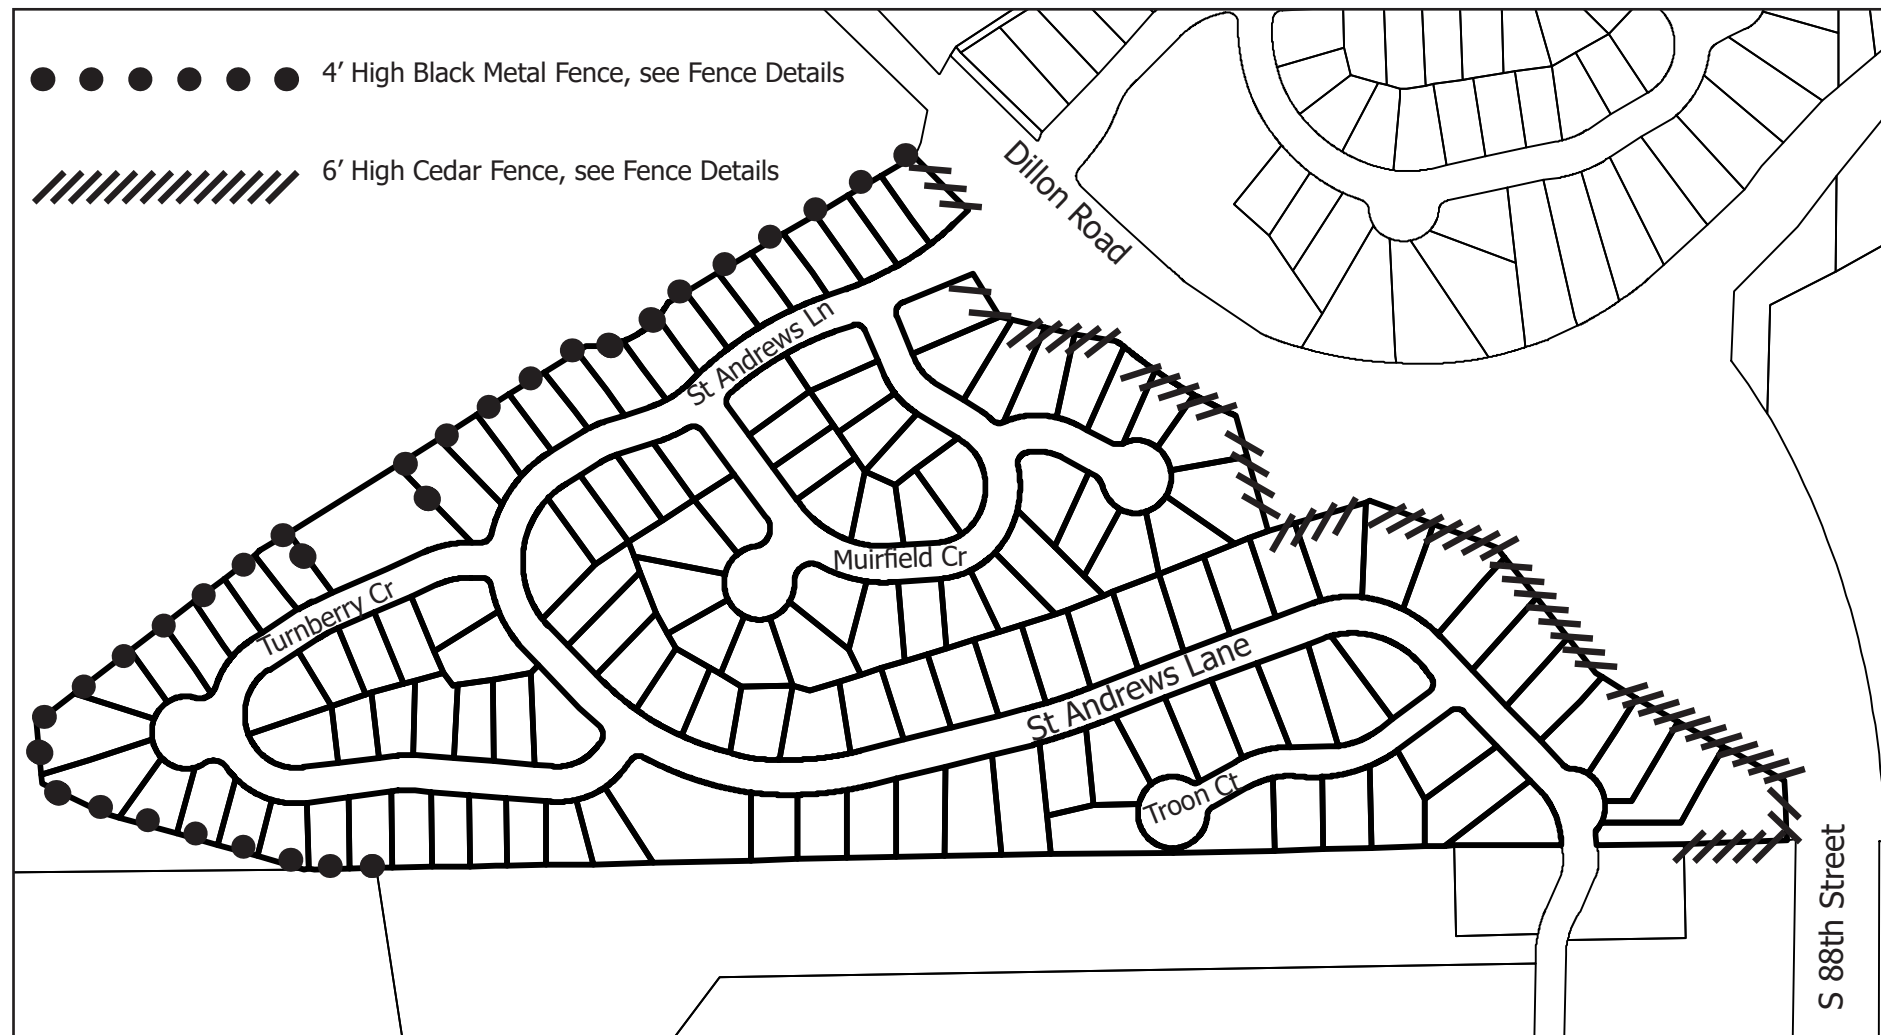 4’ High Black Metal Fence, see Fence Details
6’ High Cedar Fence, see Fence Details
Dillon Road
St Andrews Ln
Muirfield Cr
Turnberry Cr
St Andrews Lane
Troon Ct
S 88th Street